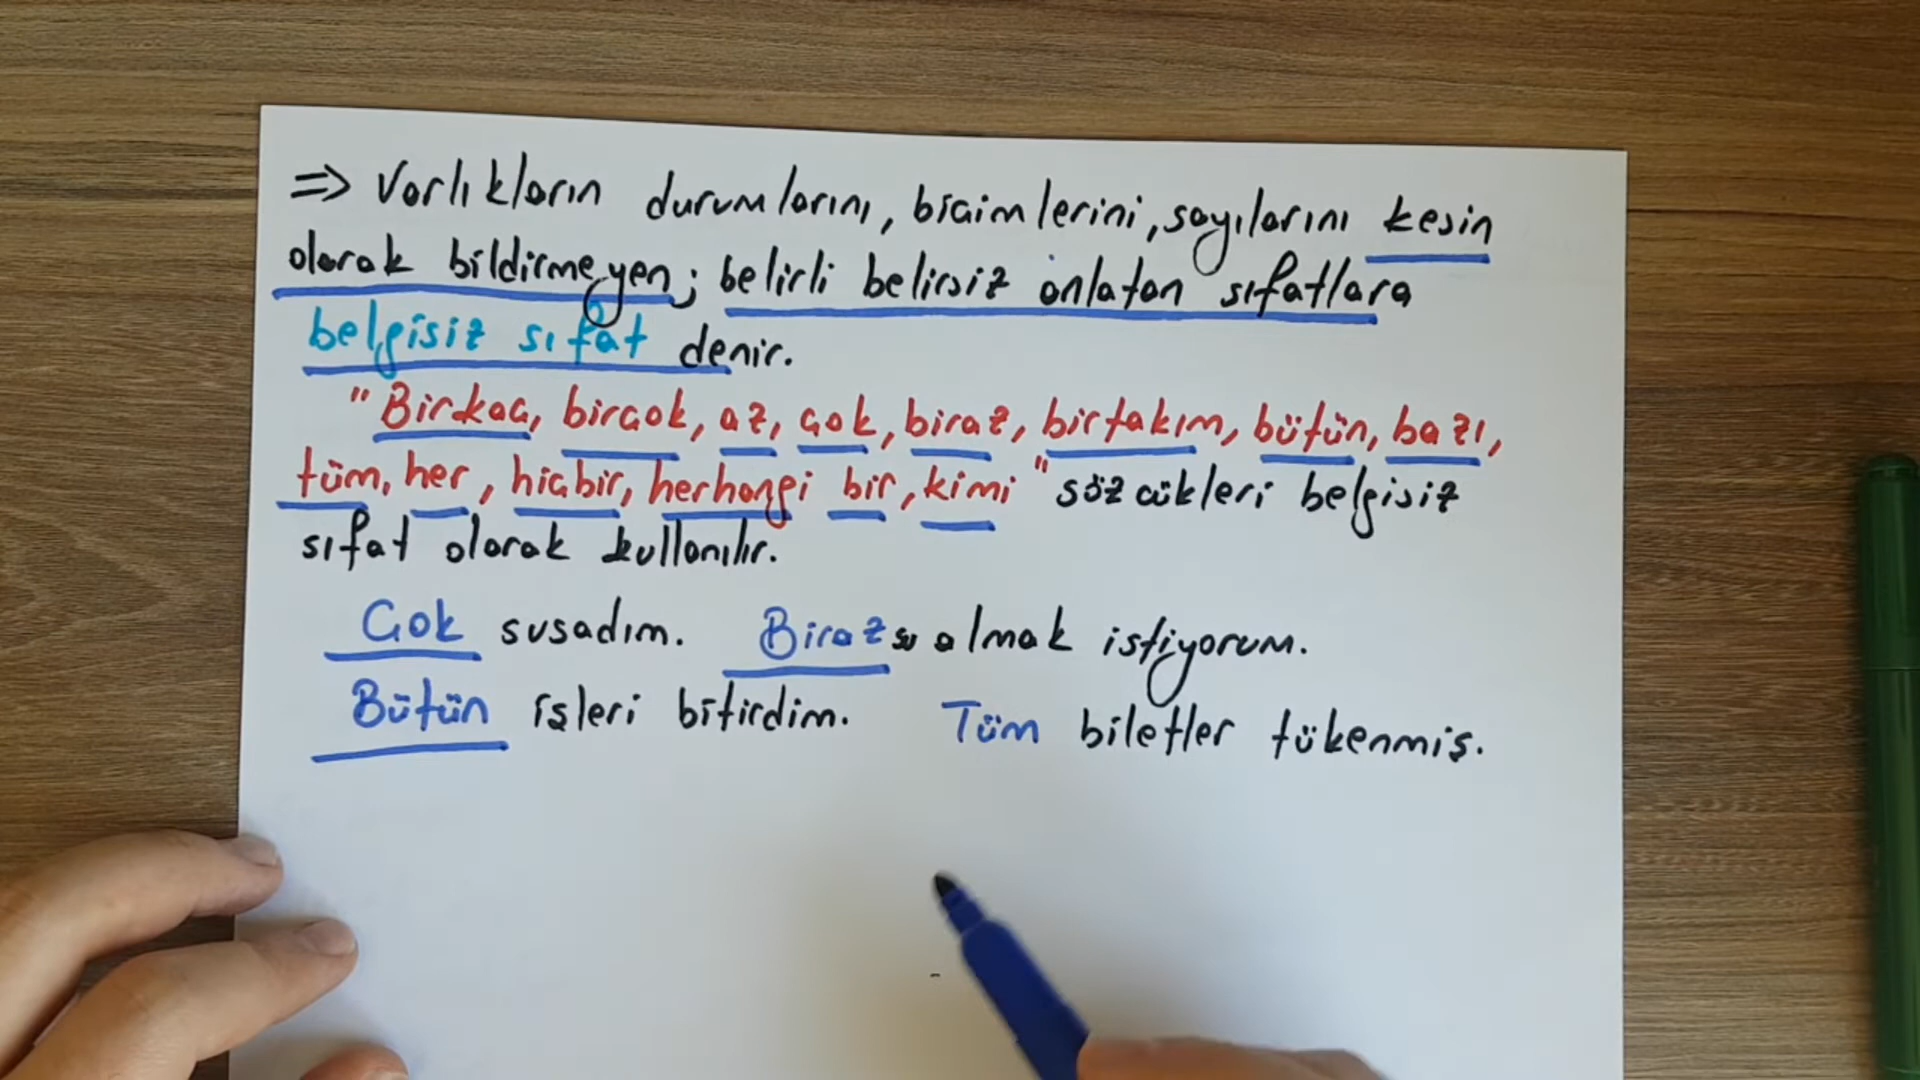 ⇒ Varlıkların durumlarını, biçimlerini, sayılarını kesin
olarak bildirmeyen; belirli belirsiz anlatan sıfatlara
belgisiz sıfat denir.
"Birkaç, birçok, az, çok, biraz, birtakım, bütün, bazı,
tüm, her, hiçbir, herhangi bir, kimi" sözcükleri belgisiz
sıfat olarak kullanılır.
Çok susadım. Biraz su almak istiyorum.
Bütün işleri bitirdim. Tüm biletler tükenmiş.